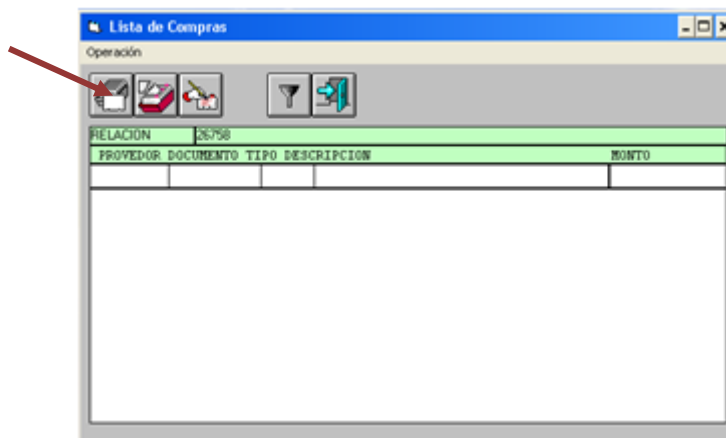 Lista de Compras
Operación
RELACION 26758
PROVEDOR DOCUMENTO TIPO DESCRIPCION MONTO